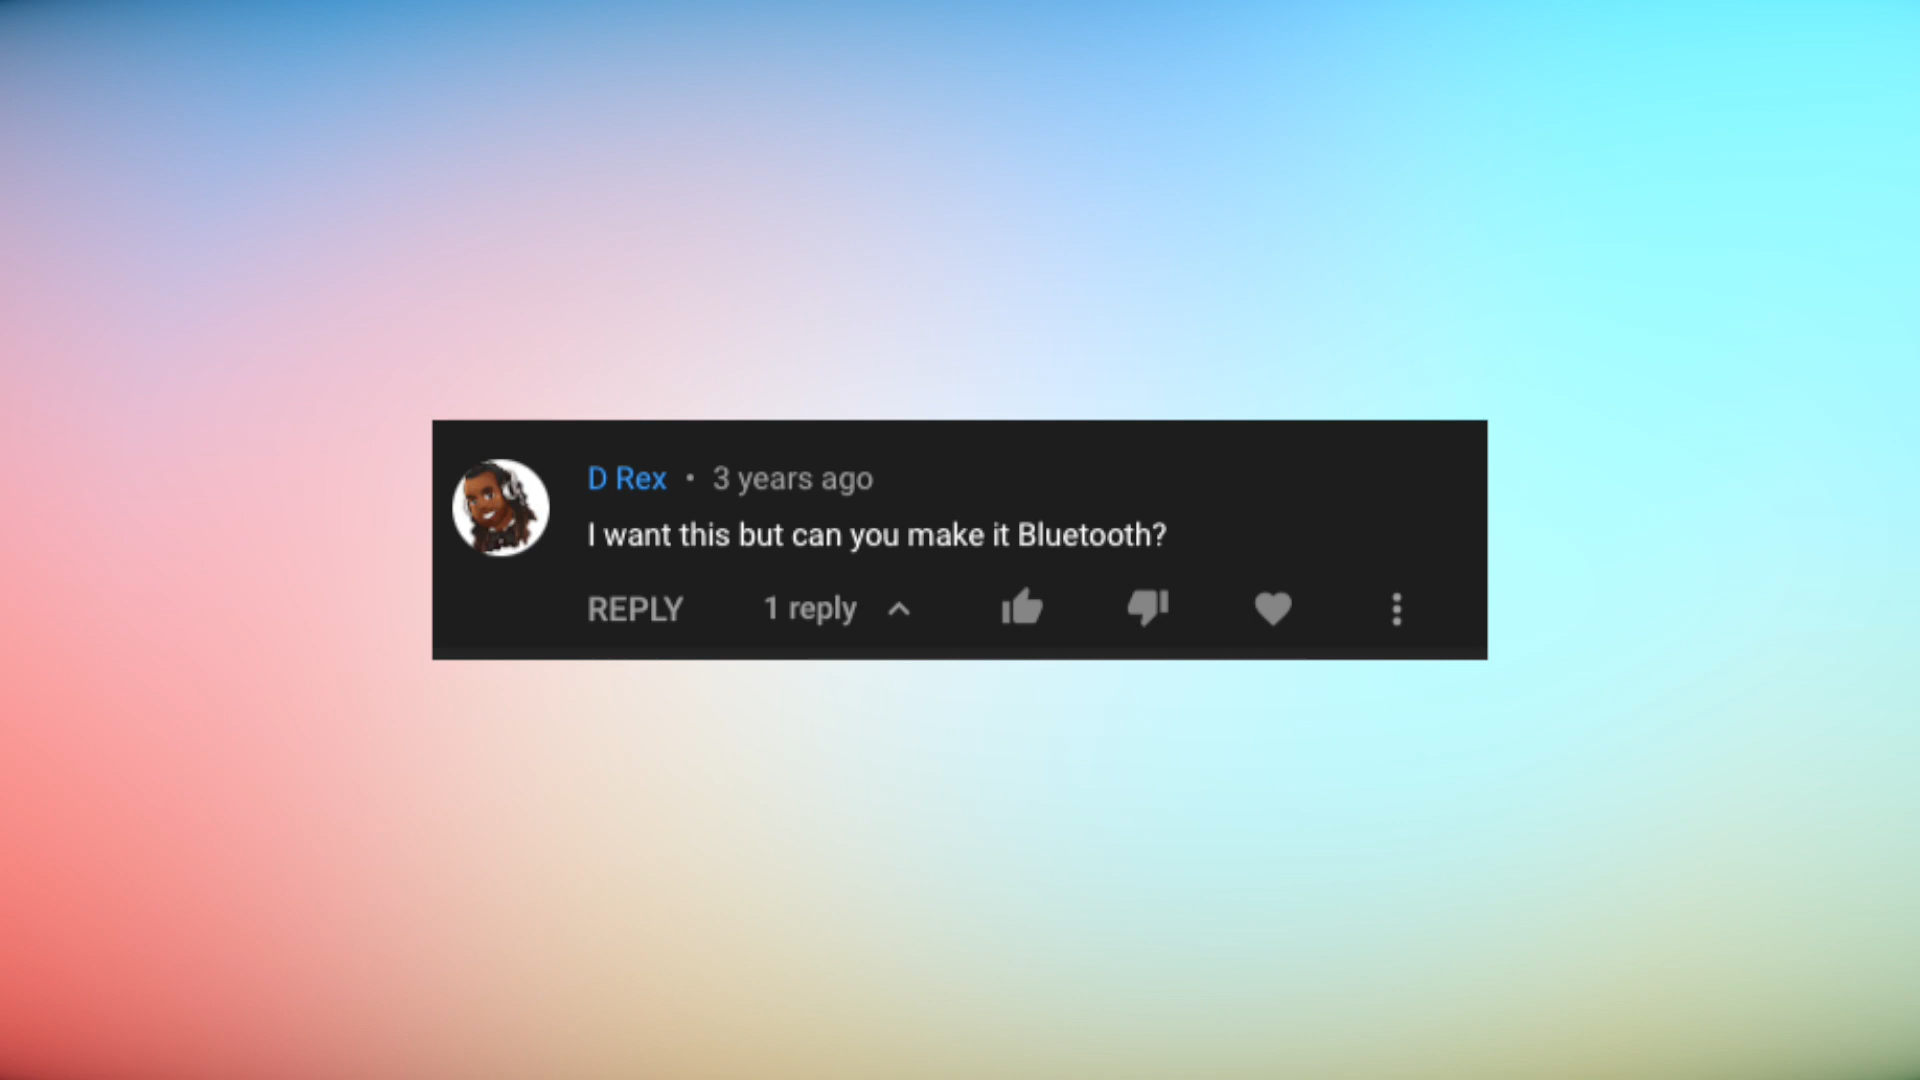 D Rex • 3 years ago
I want this but can you make it Bluetooth?
REPLY 1 reply